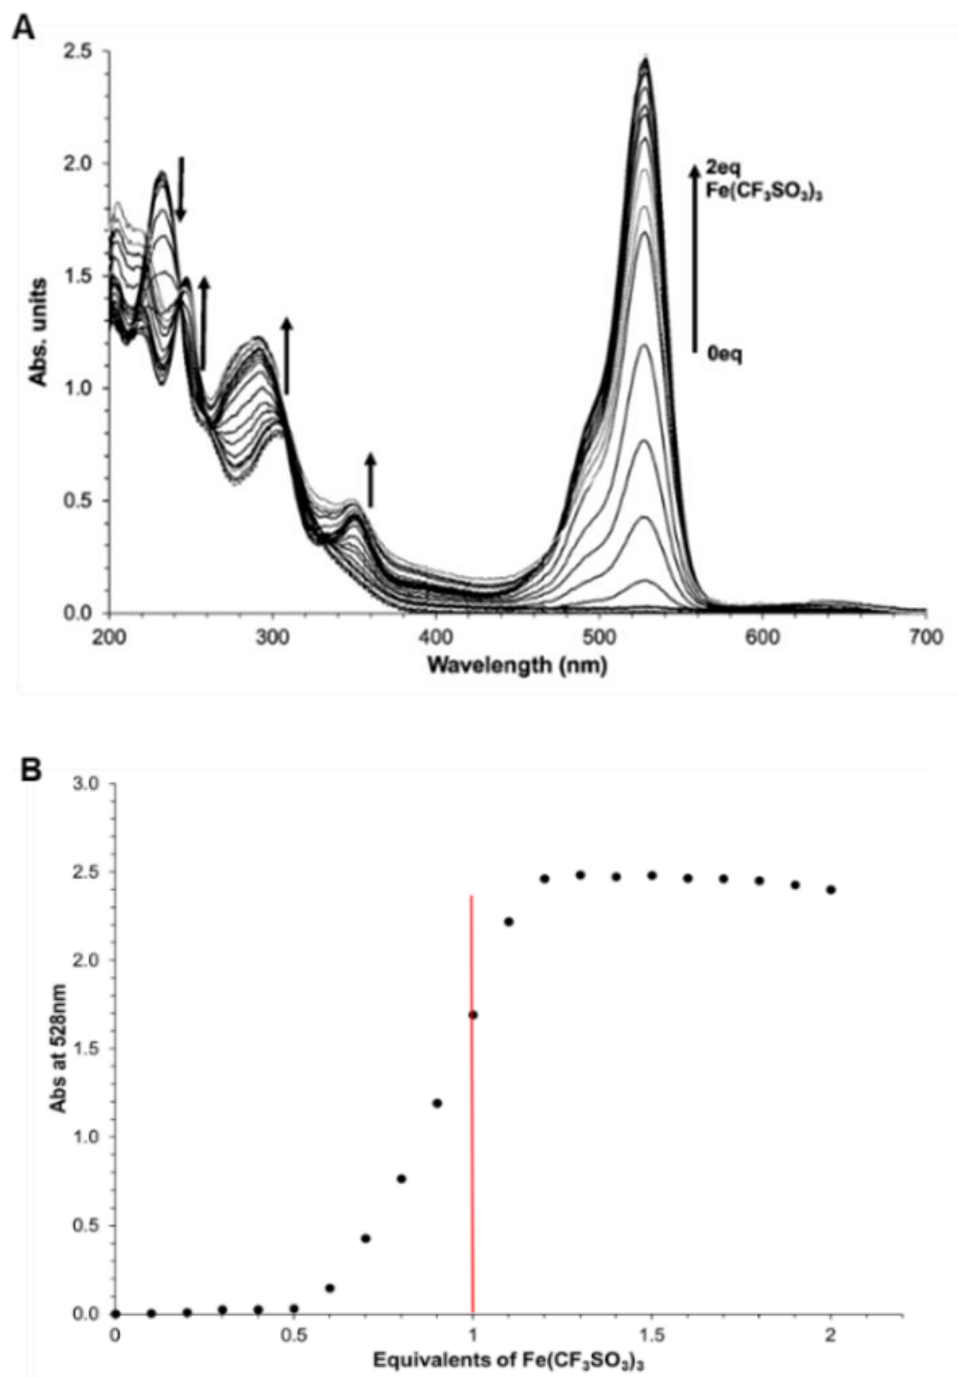 A
2.5
2.0
1.5
1.0
0.5
0.0
Abs. units
2eq
Fe(CF₃SO₃)₃
0eq
200 300 400 500 600 700
Wavelength (nm)
B
3.0
2.5
2.0
1.5
1.0
0.5
0.0
Abs at 528nm
0 0.5 1 1.5 2
Equivalents of Fe(CF₃SO₃)₃